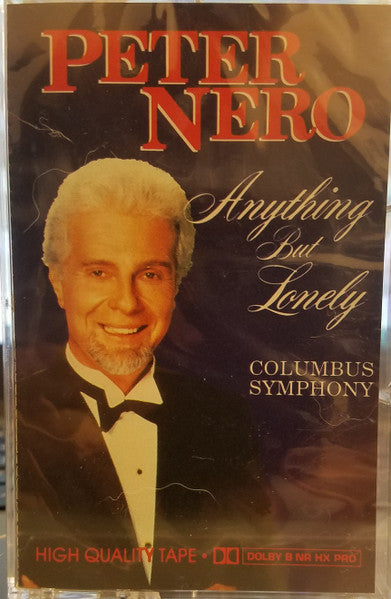 PETER
NERO
Anything
But
Lonely
COLUMBUS
SYMPHONY
HIGH QUALITY TAPE • DOLBY B NR HX PRO